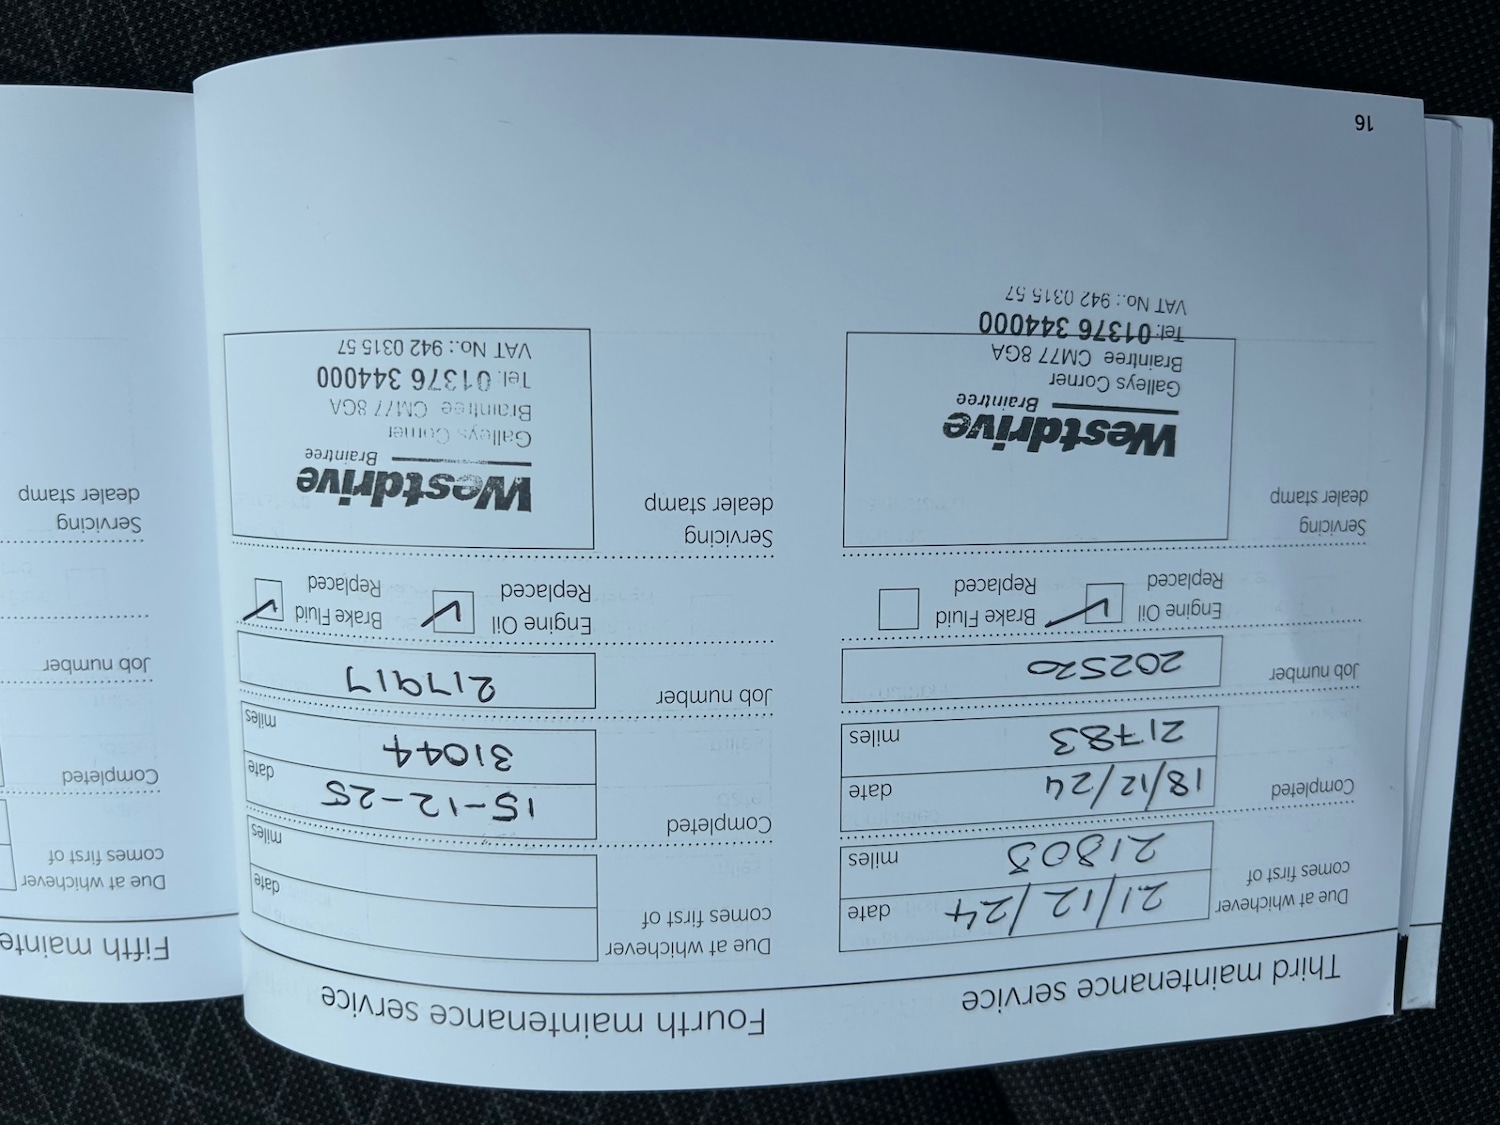 Third maintenance service
Due at whichever
comes first of
21/12/24 date
21808 miles
Completed
18/12/24 date
21783 miles
Job number
202520
Engine Oil
Replaced
Brake Fluid
Replaced
Servicing
dealer stamp
Westdrive
Braintree
Galleys Corner
Braintree CM77 8GA
Tel: 01376 344000
VAT No.: 942 0315 57
16
Fourth maintenance service
Due at whichever
comes first of
date
miles
Completed
15-12-25 date
31044 miles
Job number
217917
Engine Oil
Replaced
Brake Fluid
Replaced
Servicing
dealer stamp
Westdrive
Braintree
Galleys Corner
Braintree CM77 8GA
Tel: 01376 344000
VAT No.: 942 0315 57
Fifth mainte
Due at whichever
comes first of
Completed
Job number
Servicing
dealer stamp